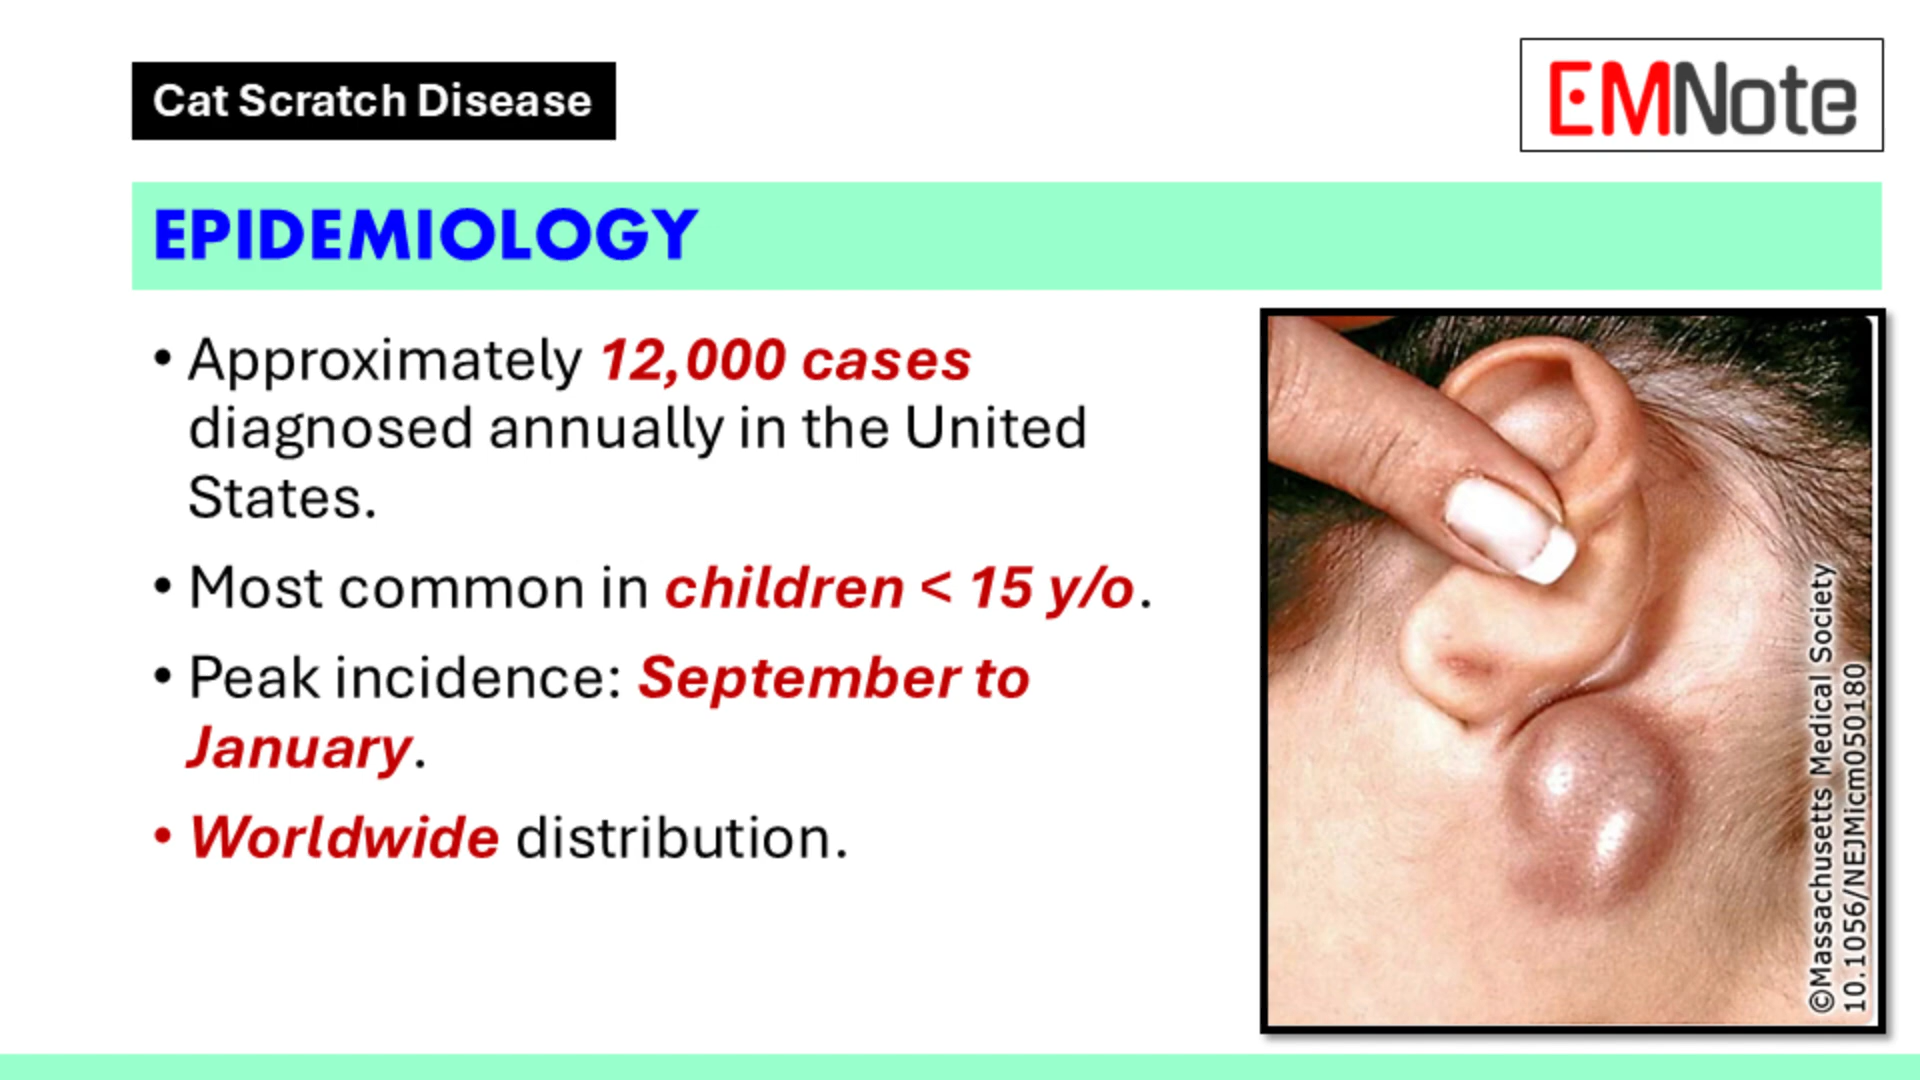 Cat Scratch Disease
EMNote
EPIDEMIOLOGY
• Approximately 12,000 cases
diagnosed annually in the United
States.
• Most common in children < 15 y/o.
• Peak incidence: September to
January.
• Worldwide distribution.
©Massachusetts Medical Society
10.1056/NEJMicm050180